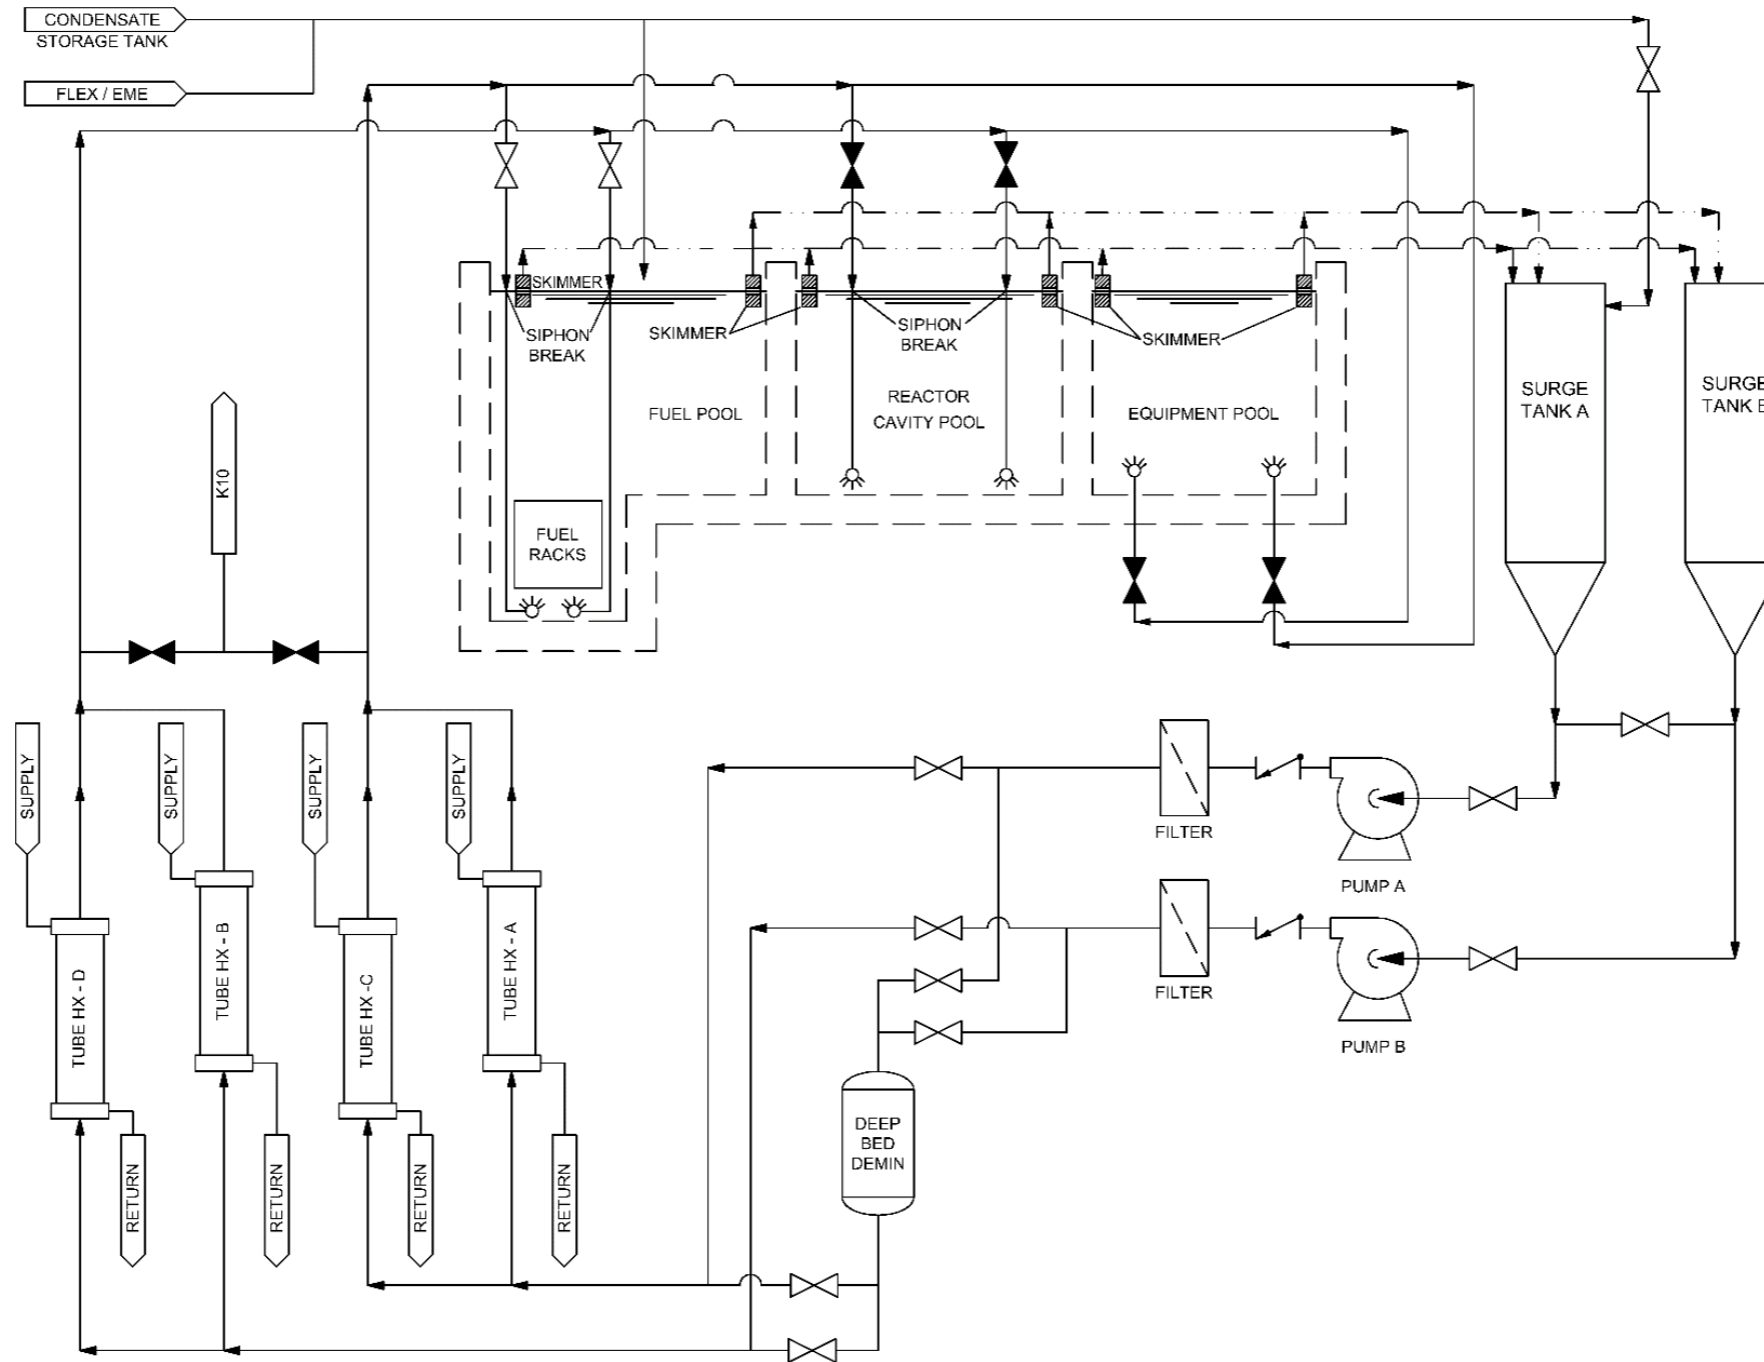 CONDENSATE
STORAGE TANK
FLEX / EME
SKIMMER
SIPHON
BREAK
SKIMMER
SIPHON
BREAK
SKIMMER
FUEL POOL
REACTOR
CAVITY POOL
EQUIPMENT POOL
SURGE
TANK A
SURGE
TANK
K10
FUEL
RACKS
SUPPLY
SUPPLY
SUPPLY
SUPPLY
FILTER
PUMP A
FILTER
PUMP B
TUBE HX - D
TUBE HX - B
TUBE HX -C
TUBE HX - A
DEEP
BED
DEMIN
RETURN
RETURN
RETURN
RETURN